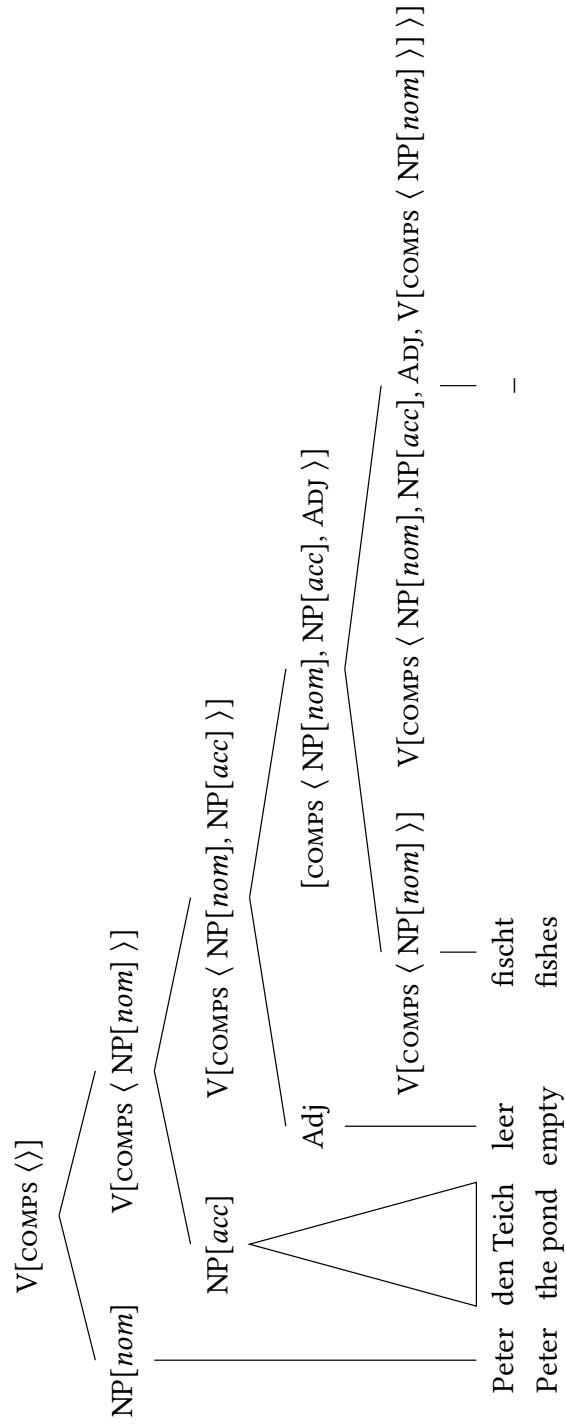 V[COMPS ⟨⟩]
NP[nom] V[COMPS ⟨ NP[nom] ⟩]
NP[acc] V[COMPS ⟨ NP[nom], NP[acc] ⟩]
Adj [COMPS ⟨ NP[nom], NP[acc], ADJ ⟩]
V[COMPS ⟨ NP[nom] ⟩] V[COMPS ⟨ NP[nom], NP[acc], ADJ, V[COMPS ⟨ NP[nom] ⟩] ⟩]
Peter den Teich leer fischt –
Peter the pond empty fishes